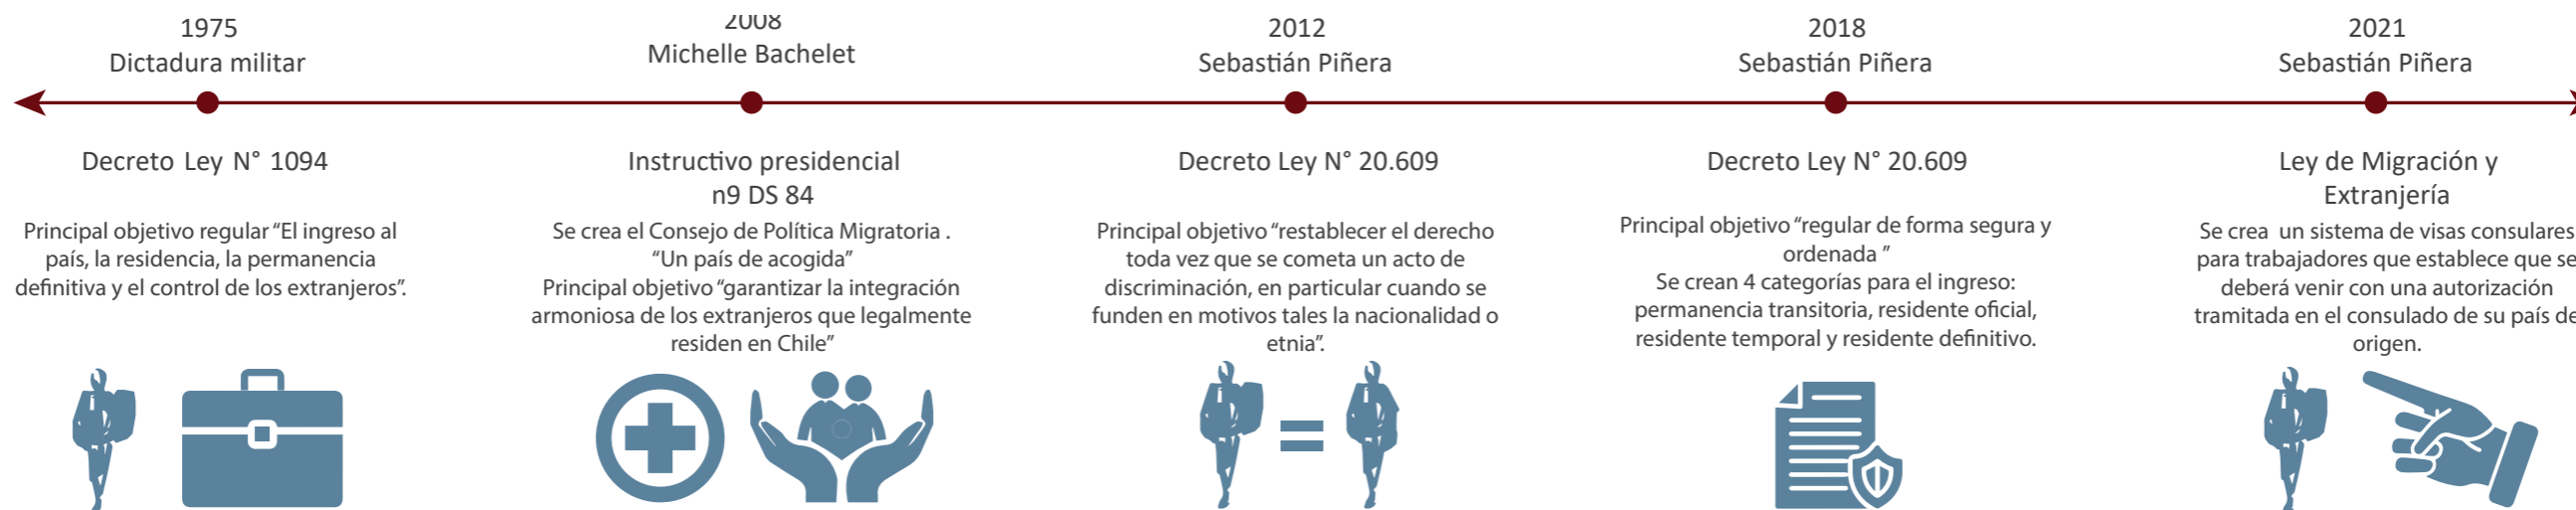 1975
Dictadura militar
Decreto Ley N° 1094
Principal objetivo regular “El ingreso al
país, la residencia, la permanencia
definitiva y el control de los extranjeros”.
2008
Michelle Bachelet
Instructivo presidencial
n9 DS 84
Se crea el Consejo de Política Migratoria .
“Un país de acogida”
Principal objetivo “garantizar la integración
armoniosa de los extranjeros que legalmente
residen en Chile”
2012
Sebastián Piñera
Decreto Ley N° 20.609
Principal objetivo “restablecer el derecho
toda vez que se cometa un acto de
discriminación, en particular cuando se
funden en motivos tales la nacionalidad o
etnia”.
2018
Sebastián Piñera
Decreto Ley N° 20.609
Principal objetivo “regular de forma segura y
ordenada ”
Se crean 4 categorías para el ingreso:
permanencia transitoria, residente oficial,
residente temporal y residente definitivo.
2021
Sebastián Piñera
Ley de Migración y
Extranjería
Se crea un sistema de visas consulares
para trabajadores que establece que se
deberá venir con una autorización
tramitada en el consulado de su país de
origen.